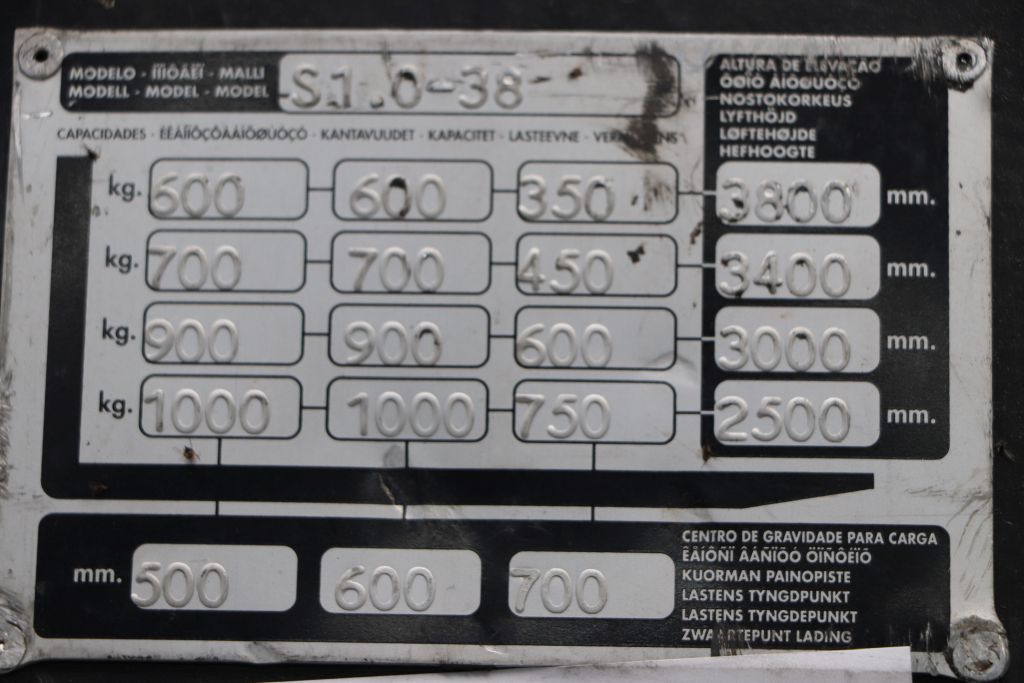 MODELO - ÏÏÍÔÅËÏ - MALLI
MODELL - MODEL - MODEL
S1.0-38
ALTURA DE ELEVAÇÃO
NOSTOKORKEUS
LYFTHÖJD
LØFTEHØJDE
HEFHOOGTE
CAPACIDADES - - KANTAVUUDET - KAPACITET - LASTEEVNE -
kg. 600 600 350 3800 mm.
kg. 700 700 450 3400 mm.
kg. 900 900 600 3000 mm.
kg. 1000 1000 750 2500 mm.
mm. 500 600 700
CENTRO DE GRAVIDADE PARA CARGA
KUORMAN PAINOPISTE
LASTENS TYNGTPUNKT
LASTENS TYNGDEPUNKT
ZWAARTEPUNT LADING